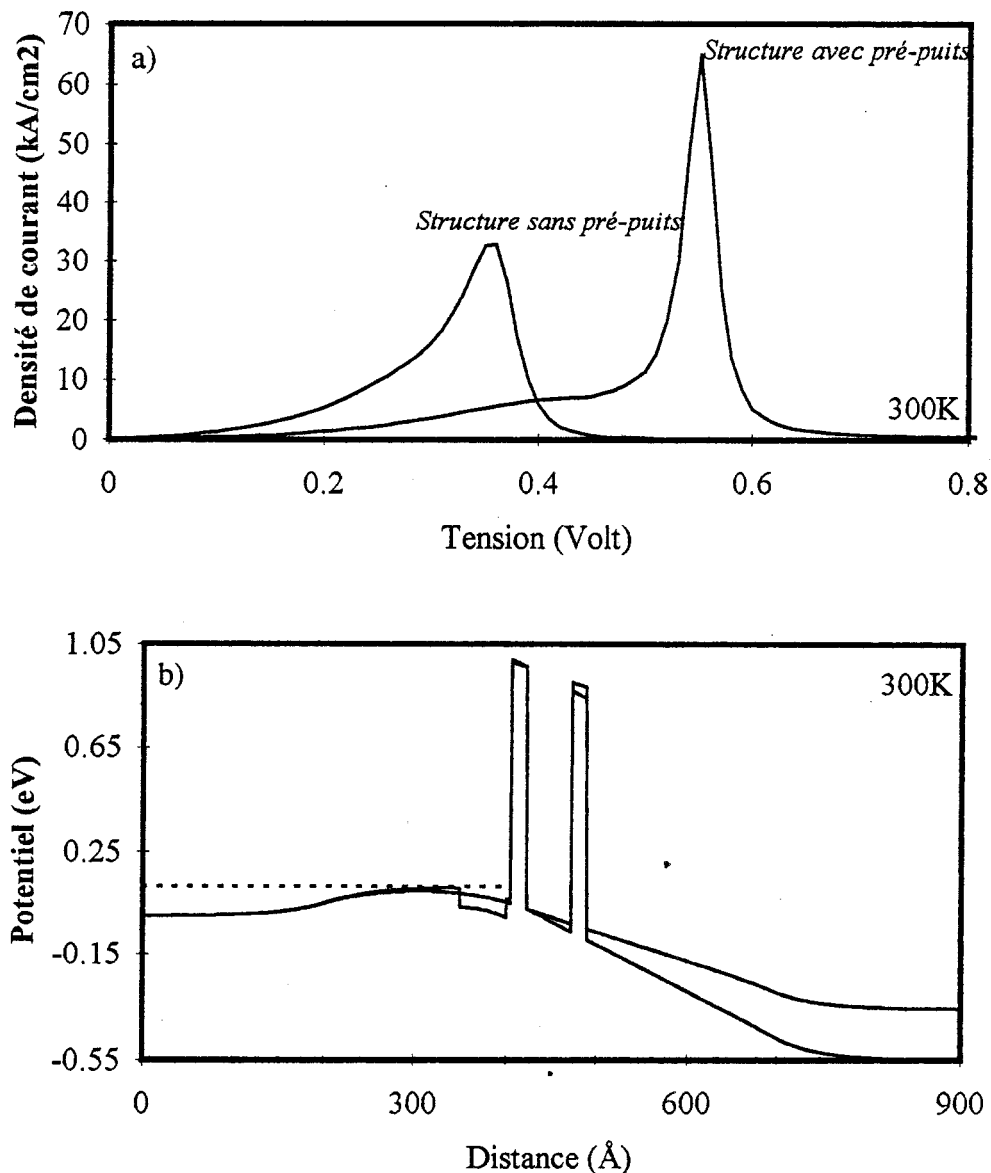 a)
Structure avec pré-puits
Structure sans pré-puits
300K
Densité de courant (kA/cm2)
70
60
50
40
30
20
10
0
0 0.2 0.4 0.6 0.8
Tension (Volt)
b)
300K
Potentiel (eV)
1.05
0.65
0.25
-0.15
-0.55
0 300 600 900
Distance (Å)